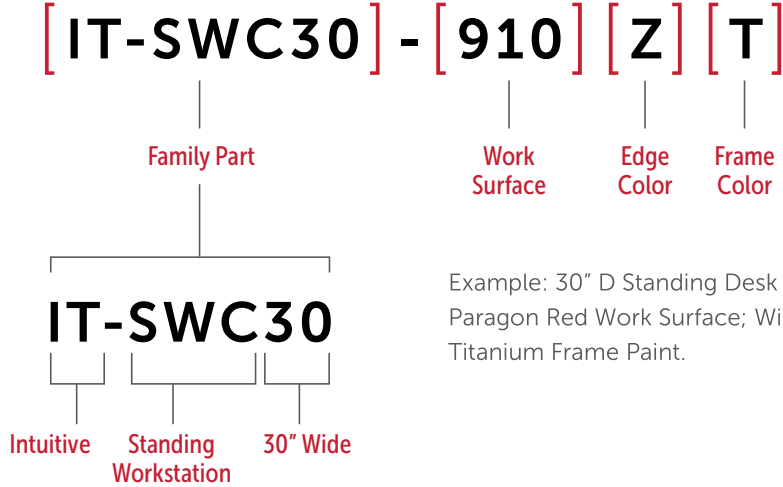 [IT-SWC30] - [910] [Z] [T]
Family Part
Work Surface
Edge Color
Frame Color
IT-SWC30
Example: 30” D Standing Desk
Paragon Red Work Surface; Wi
Titanium Frame Paint.
Intuitive
Standing Workstation
30” Wide